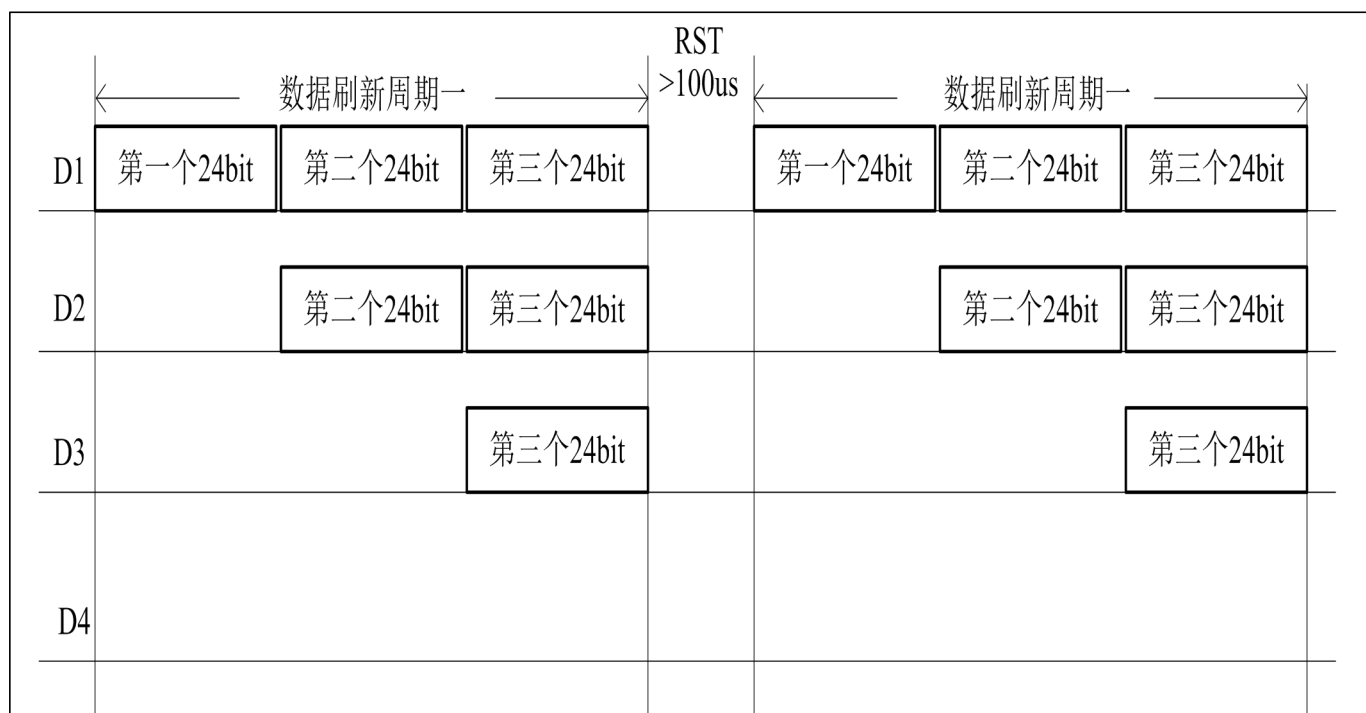 RST
>100us
数据刷新周期一 数据刷新周期一
D1 第一个24bit 第二个24bit 第三个24bit 第一个24bit 第二个24bit 第三个24bit
D2 第二个24bit 第三个24bit 第二个24bit 第三个24bit
D3 第三个24bit 第三个24bit
D4